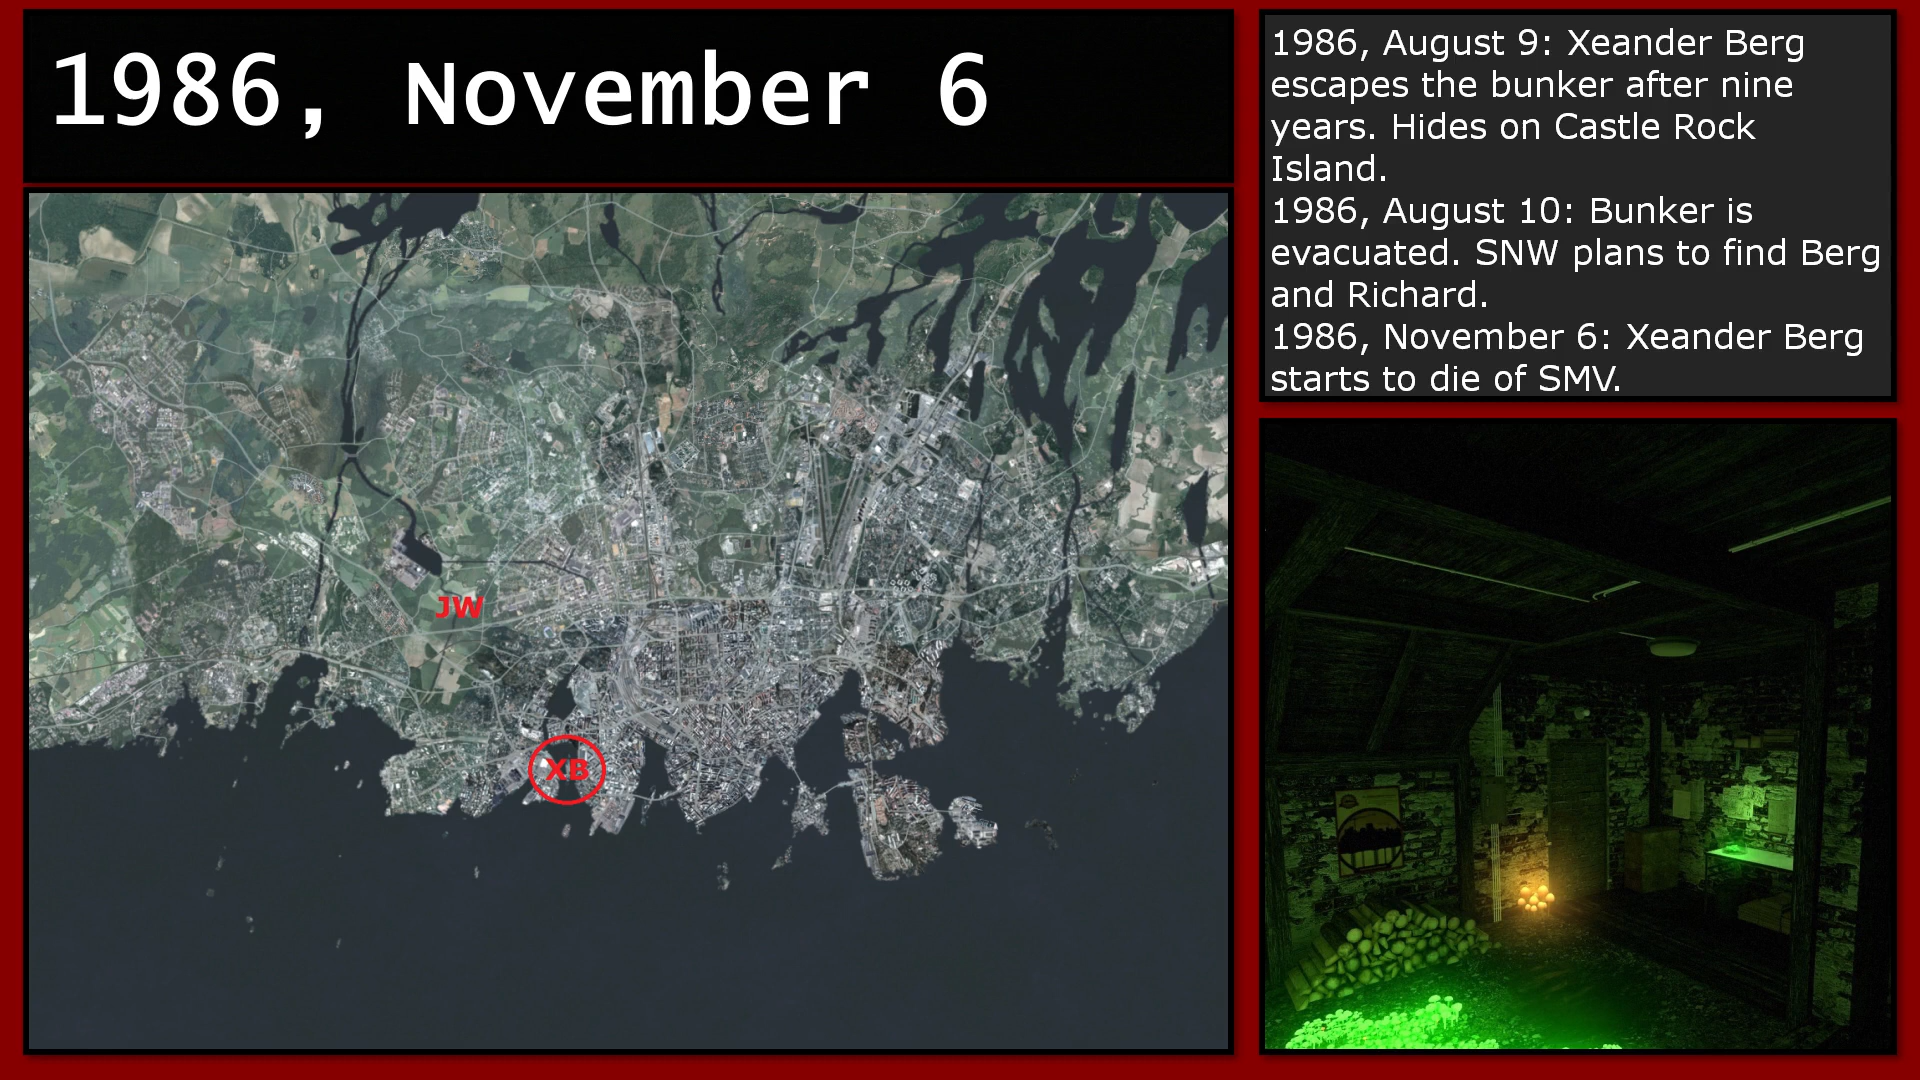 1986, November 6
1986, August 9: Xeander Berg
escapes the bunker after nine
years. Hides on Castle Rock
Island.
1986, August 10: Bunker is
evacuated. SNW plans to find Berg
and Richard.
1986, November 6: Xeander Berg
starts to die of SMV.
JW
XB